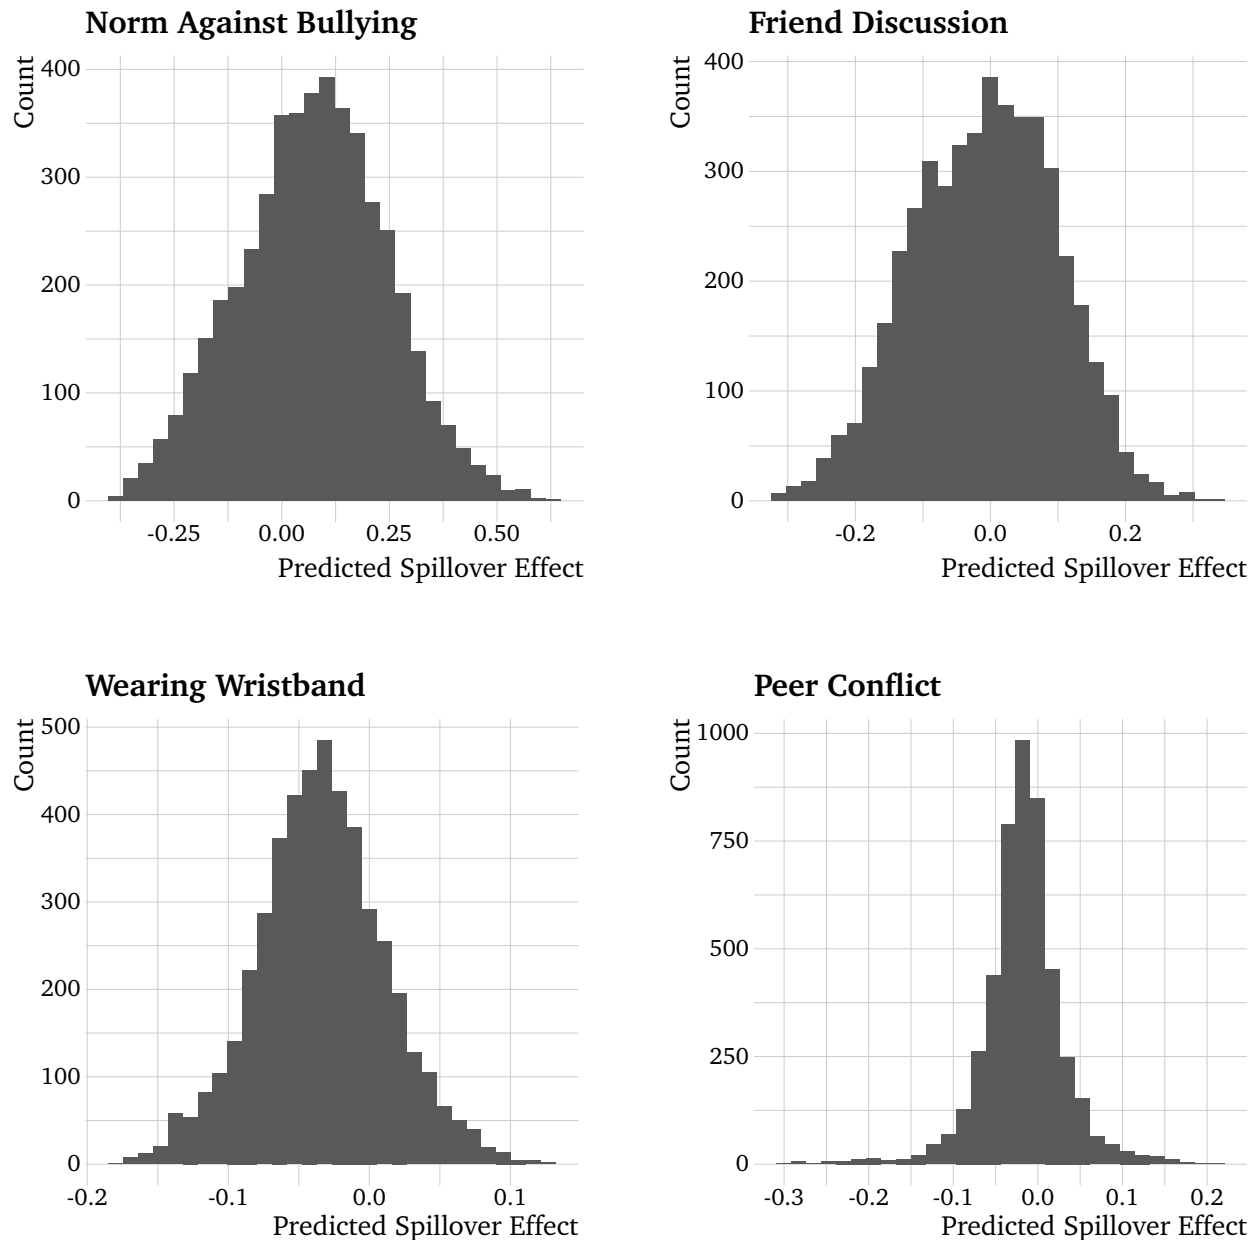 Norm Against Bullying
Count
400
300
200
100
0
-0.25 0.00 0.25 0.50
Predicted Spillover Effect
Friend Discussion
Count
400
300
200
100
0
-0.2 0.0 0.2
Predicted Spillover Effect
Wearing Wristband
Count
500
400
300
200
100
0
-0.2 -0.1 0.0 0.1
Predicted Spillover Effect
Peer Conflict
Count
1000
750
500
250
0
-0.3 -0.2 -0.1 0.0 0.1 0.2
Predicted Spillover Effect